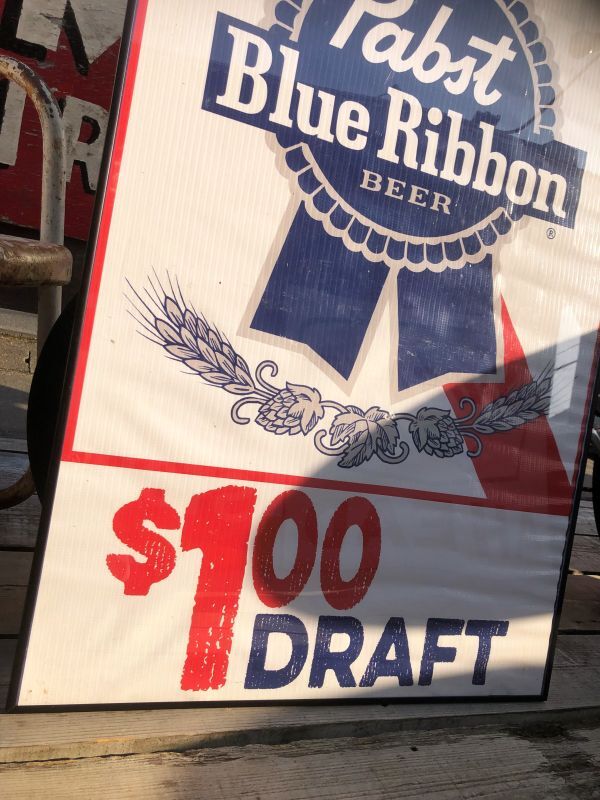 Pabst
Blue Ribbon
BEER
®
$1.00
DRAFT